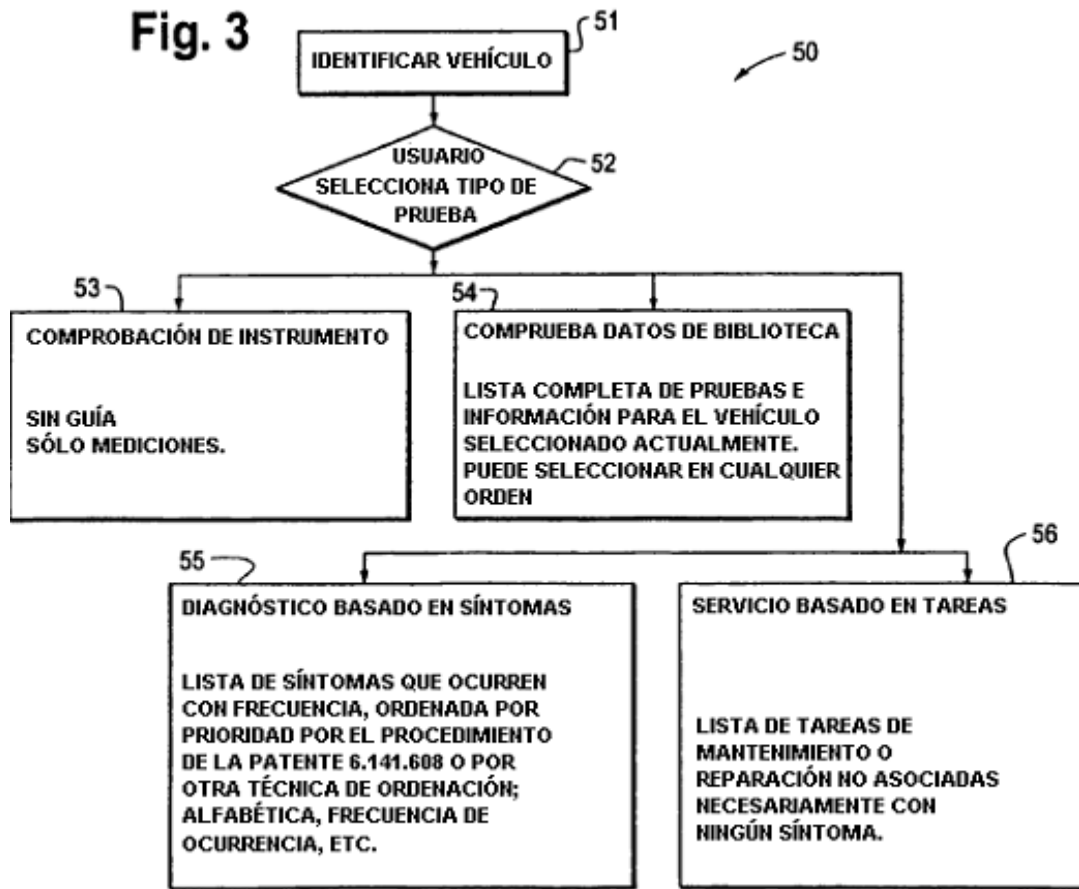 Fig. 3
51
IDENTIFICAR VEHÍCULO
50
USUARIO
SELECCIONA TIPO DE
PRUEBA
52
53
COMPROBACIÓN DE INSTRUMENTO
SIN GUÍA
SÓLO MEDICIONES.
54
COMPRUEBA DATOS DE BIBLIOTECA
LISTA COMPLETA DE PRUEBAS E
INFORMACIÓN PARA EL VEHÍCULO
SELECCIONADO ACTUALMENTE.
PUEDE SELECCIONAR EN CUALQUIER
ORDEN
55
DIAGNÓSTICO BASADO EN SÍNTOMAS
LISTA DE SÍNTOMAS QUE OCURREN
CON FRECUENCIA, ORDENADA POR
PRIORIDAD POR EL PROCEDIMIENTO
DE LA PATENTE 6.141.608 O POR
OTRA TÉCNICA DE ORDENACIÓN;
ALFABÉTICA, FRECUENCIA DE
OCURRENCIA, ETC.
56
SERVICIO BASADO EN TAREAS
LISTA DE TAREAS DE
MANTENIMIENTO O
REPARACIÓN NO ASOCIADAS
NECESARIAMENTE CON
NINGÚN SÍNTOMA.